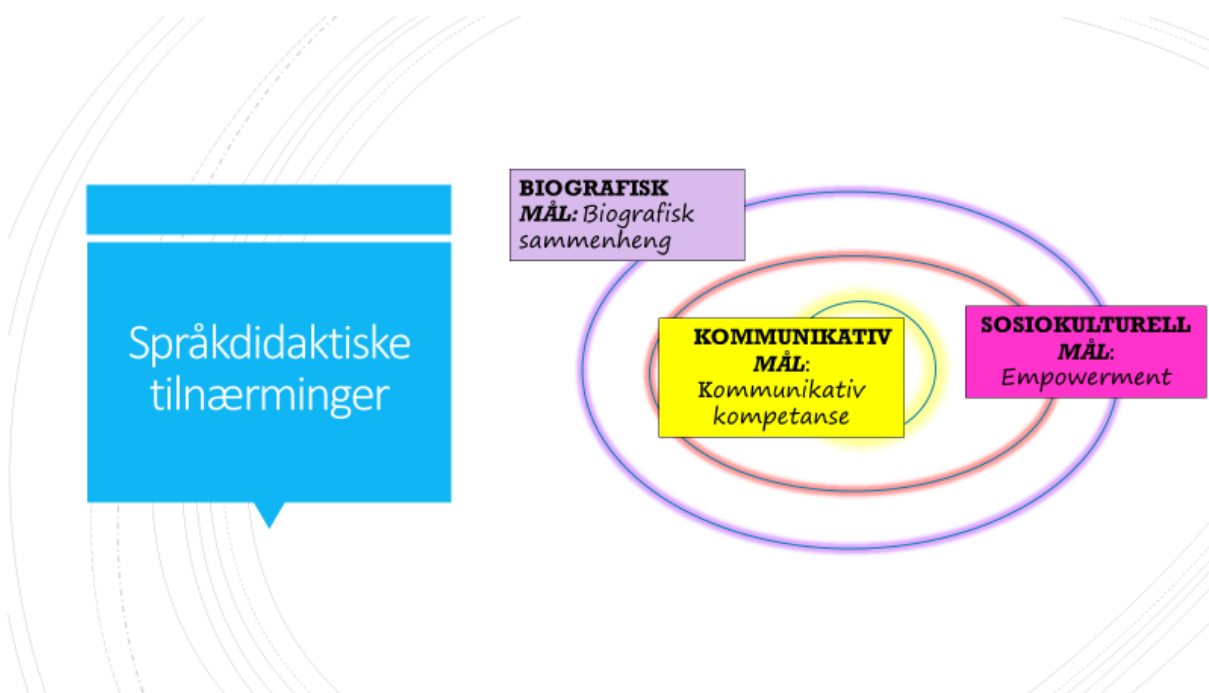 Språkdidaktiske
tilnærminger
BIOGRAFISK
MÅL: Biografisk
sammenheng
KOMMUNIKATIV
MÅL:
Kommunikativ
kompetanse
SOSIOKULTURELL
MÅL:
Empowerment